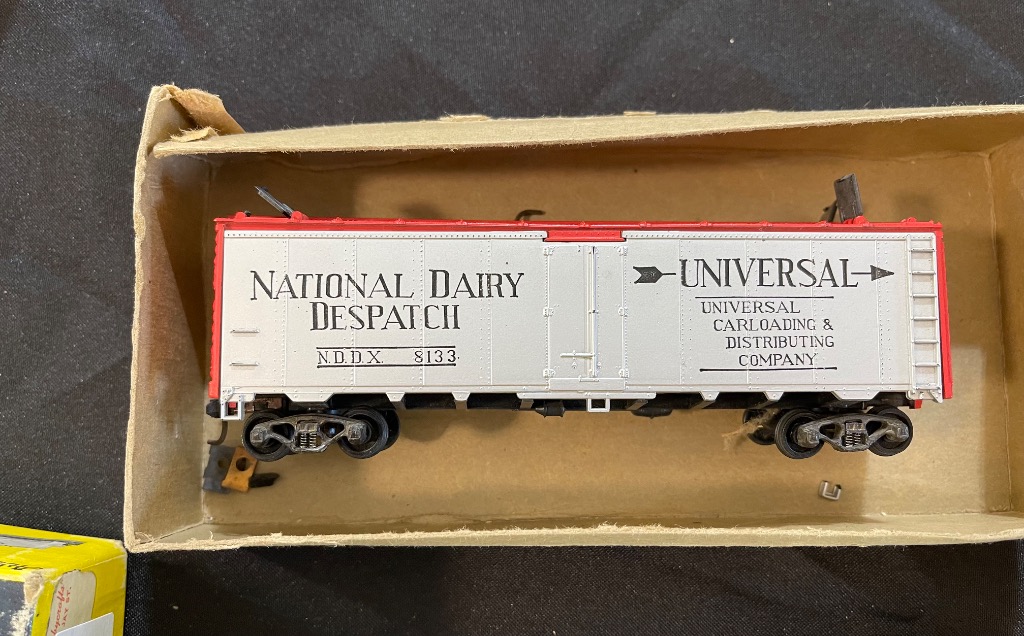 NATIONAL DAIRY
DESPATCH
N.D.D.X. 8133.
UNIVERSAL
UNIVERSAL
CARLOADING &
DISTRIBUTING
COMPANY